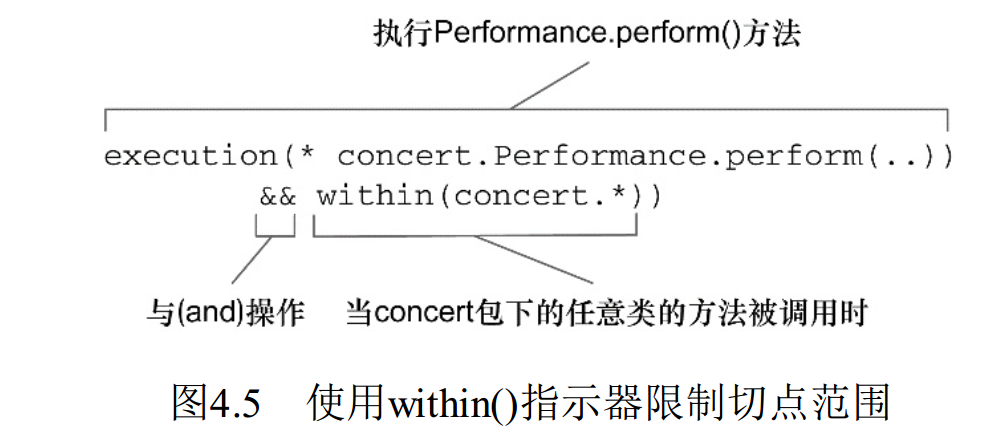 执行Performance.perform()方法
execution(* concert.Performance.perform(..))
&& within(concert.*))
与(and)操作 当concert包下的任意类的方法被调用时
图4.5 使用within()指示器限制切点范围